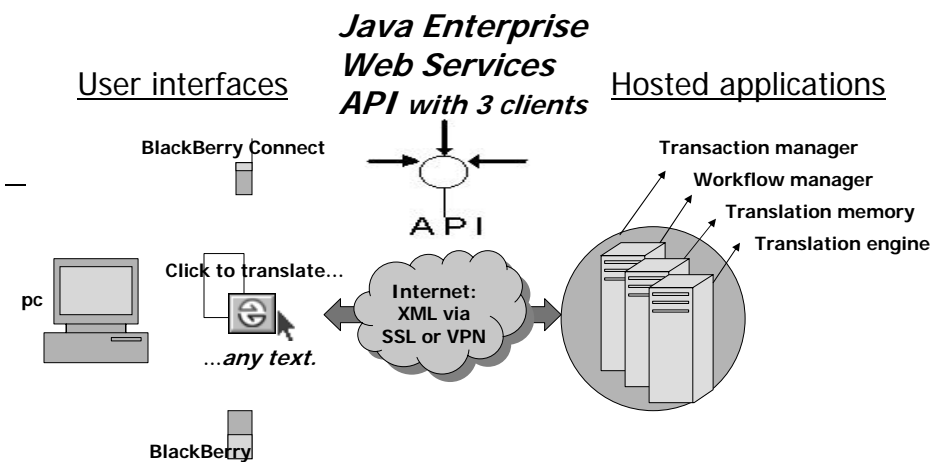 Java Enterprise
Web Services
API with 3 clients
User interfaces
Hosted applications
BlackBerry Connect
API
Transaction manager
Workflow manager
Translation memory
Translation engine
Click to translate...
pc
...any text.
Internet:
XML via
SSL or VPN
BlackBerry